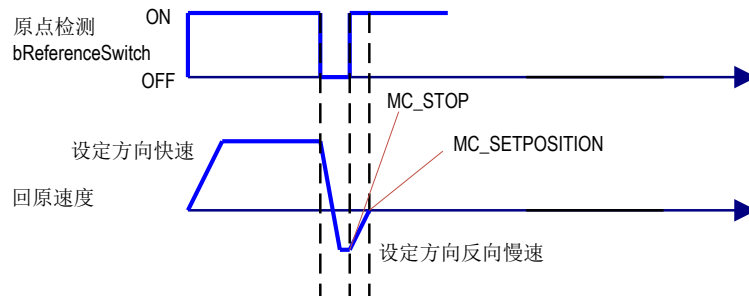 原点检测
bReferenceSwitch
ON
OFF
MC_STOP
MC_SETPOSITION
设定方向快速
回原速度
设定方向反向慢速